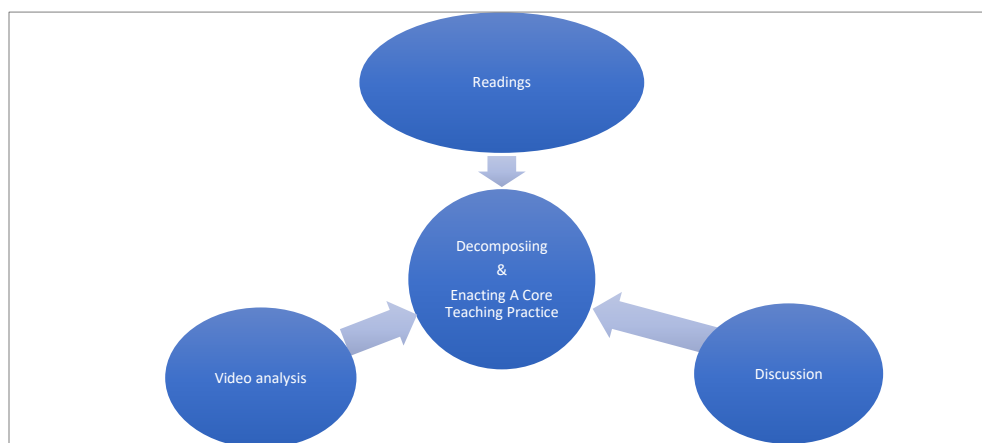 Readings
Decomposiing
&
Enacting A Core
Teaching Practice
Video analysis
Discussion